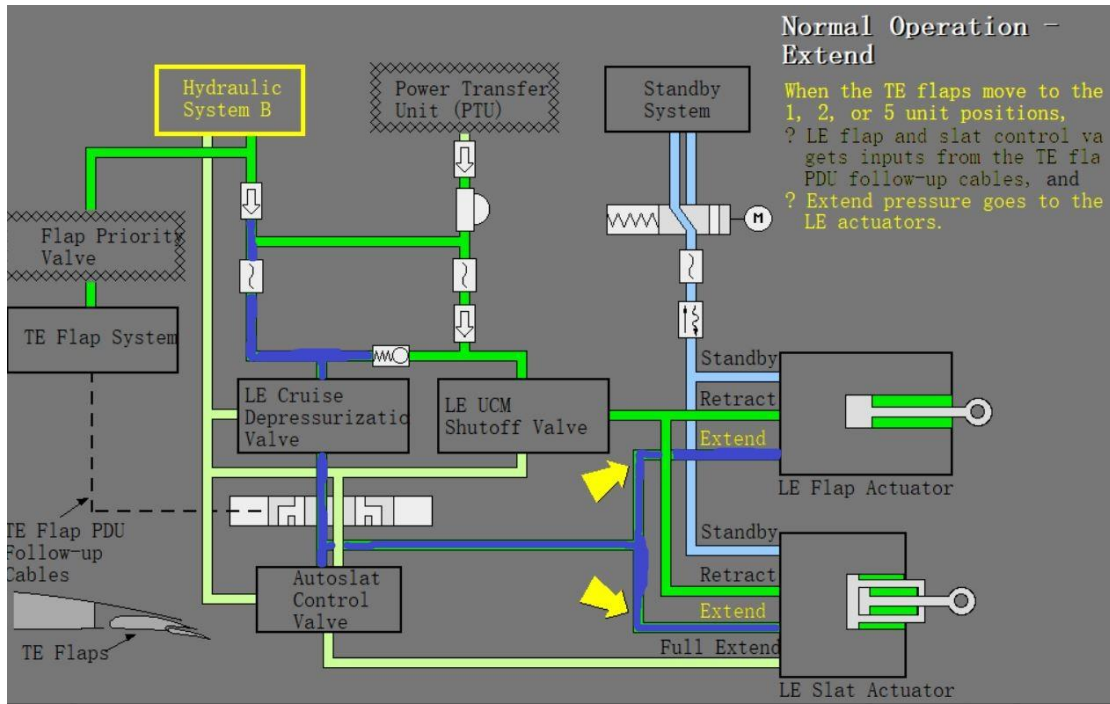 Normal Operation -
Extend
When the TE flaps move to the
1, 2, or 5 unit positions,
? LE flap and slat control va
gets inputs from the TE fla
PDU follow-up cables, and
? Extend pressure goes to the
LE actuators.
Hydraulic
System B
Power Transfer
Unit (PTU)
Standby
System
M
Flap Priority
Valve
TE Flap System
LE Cruise
Depressurizatic
Valve
LE UCM
Shutoff Valve
Standby
Retract
Extend
LE Flap Actuator
TE Flap PDU
Follow-up
Cables
Autoslat
Control
Valve
Standby
Retract
Extend
Full Extend
LE Slat Actuator
TE Flaps